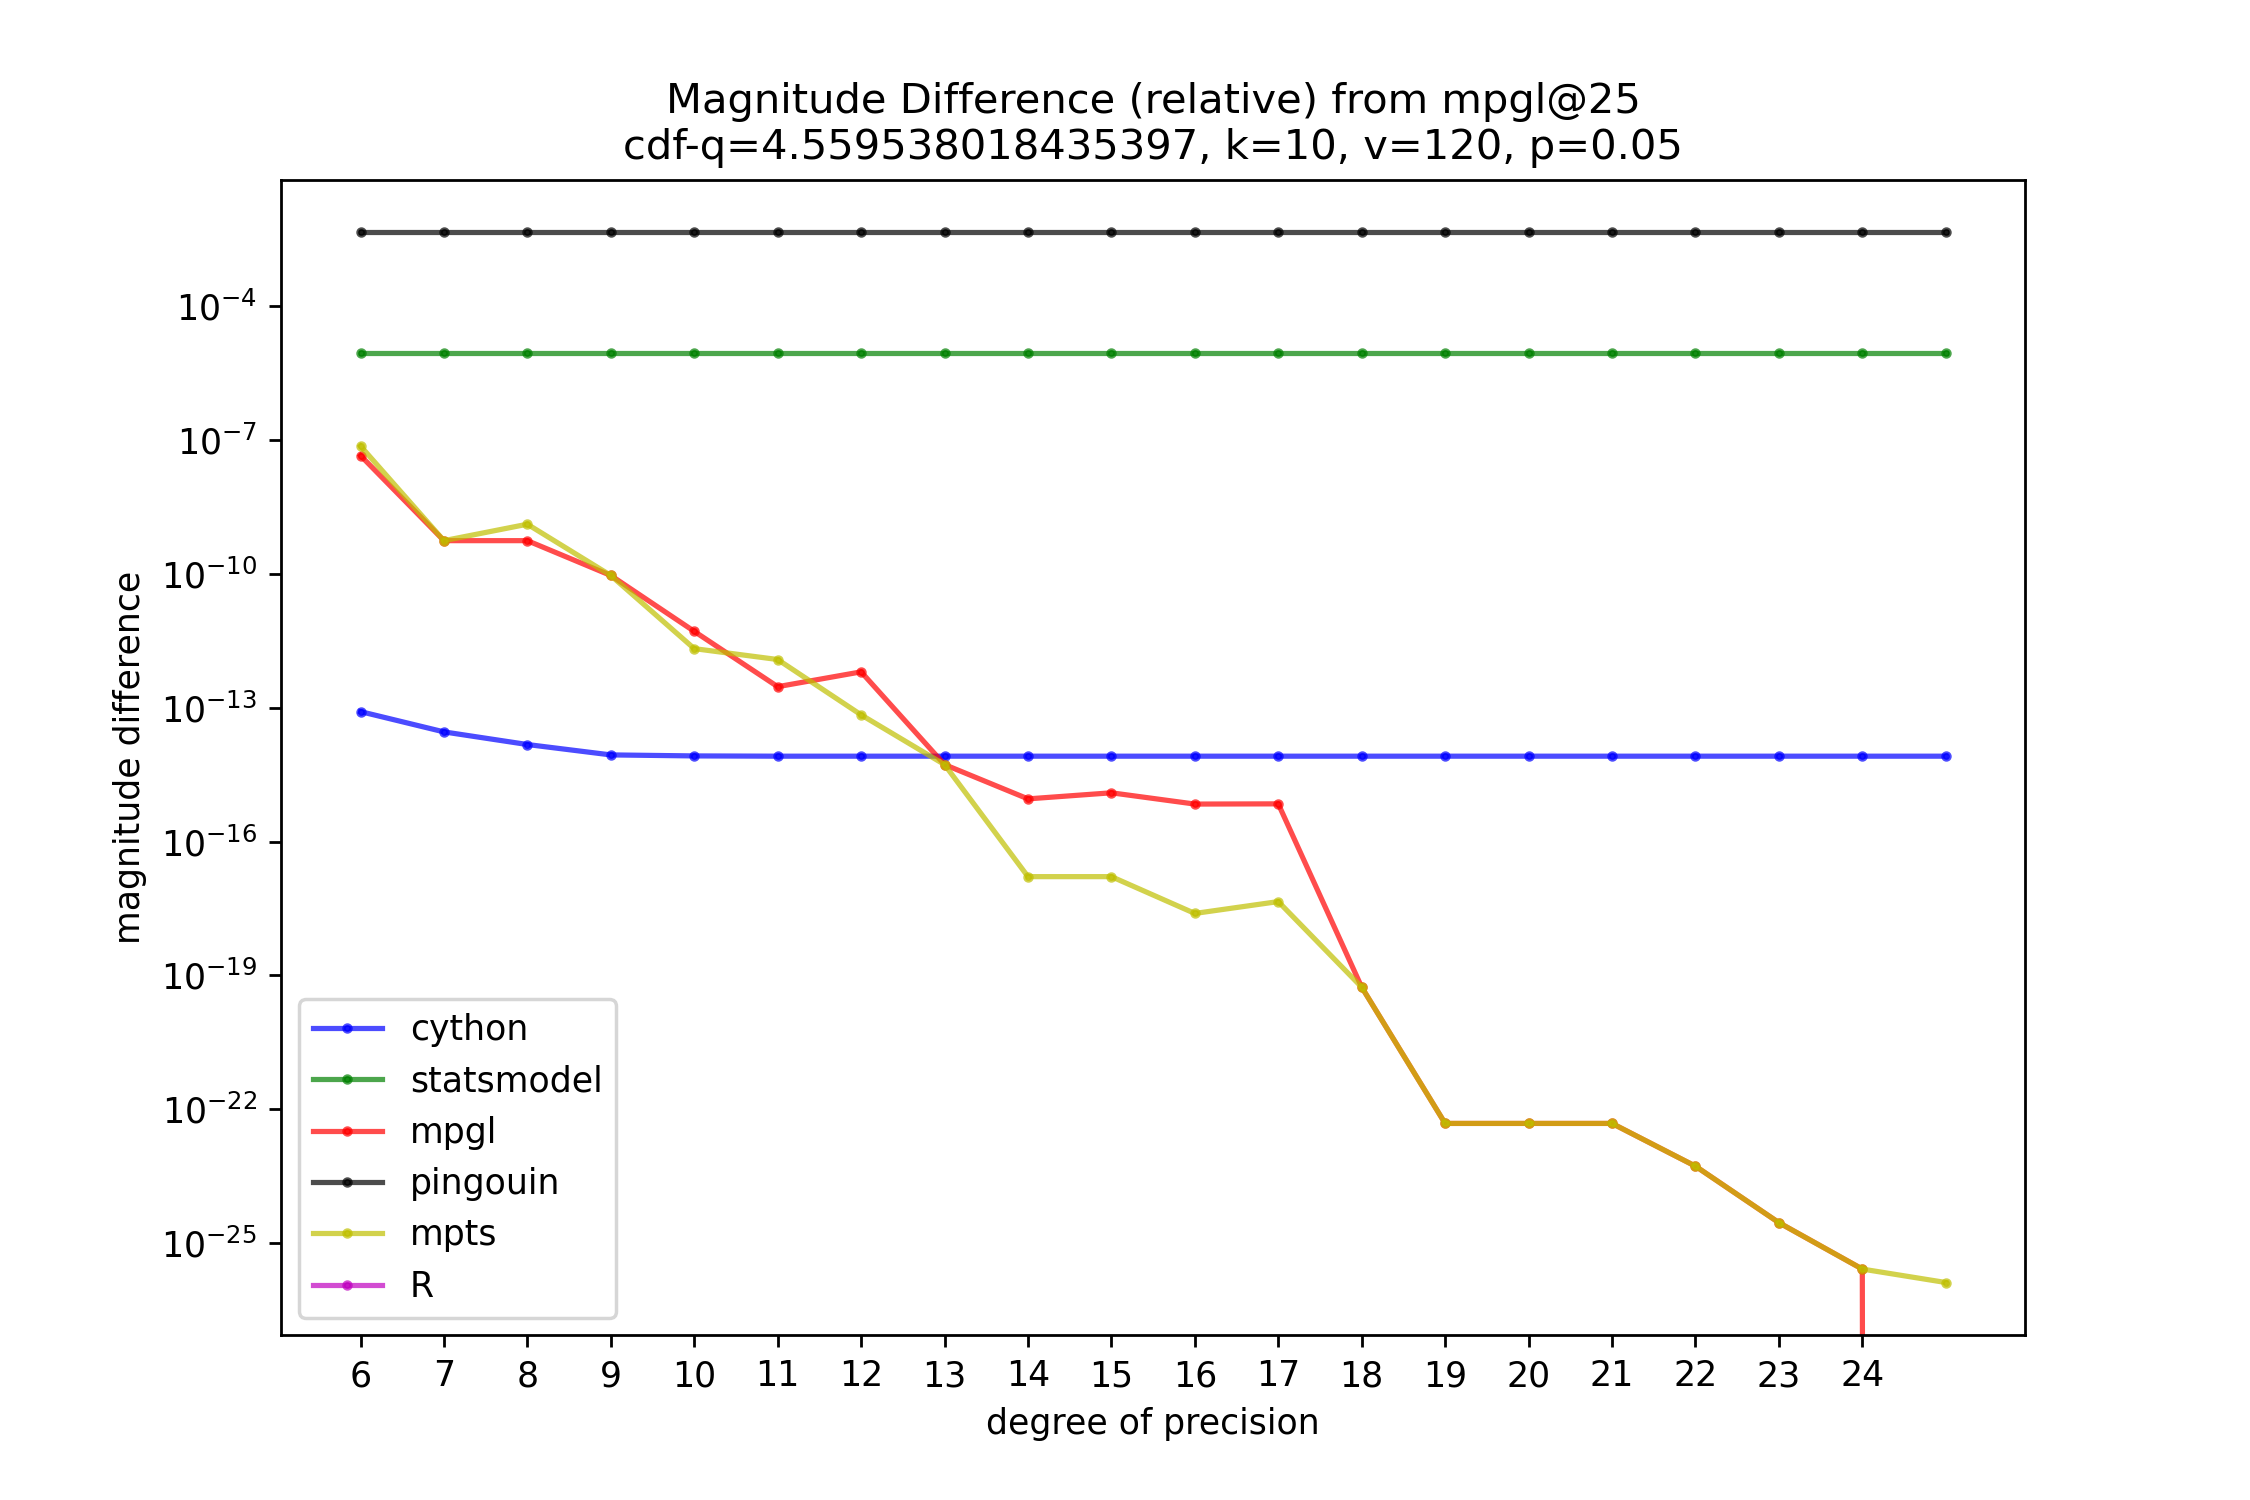 Magnitude Difference (relative) from mpgl@25
cdf-q=4.559538018435397, k=10, v=120, p=0.05
magnitude difference
10⁻⁴
10⁻⁷
10⁻¹⁰
10⁻¹³
10⁻¹⁶
10⁻¹⁹
10⁻²²
10⁻²⁵
cython
statsmodel
mpgl
pingouin
mpts
R
6 7 8 9 10 11 12 13 14 15 16 17 18 19 20 21 22 23 24
degree of precision